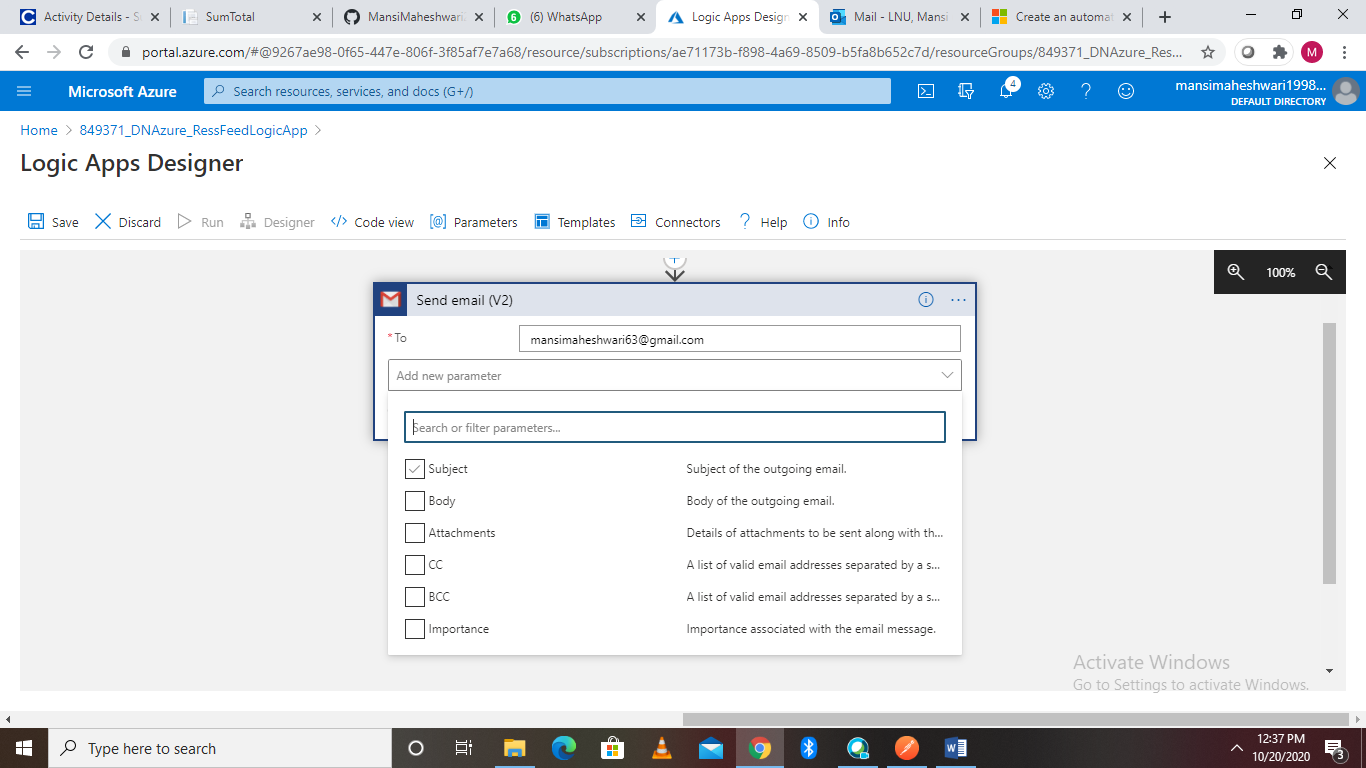 Activity Details - S
SumTotal
MansiMaheshwari
(6) WhatsApp
Logic Apps Design
Mail - LNU, Mansi
Create an automat
portal.azure.com/#@9267ae98-0f65-447e-806f-3f85af7e7a68/resource/subscriptions/ae71173b-f898-4a69-8509-b5fa8b652c7d/resourceGroups/849371_DNAzure_Res...
M
Microsoft Azure
Search resources, services, and docs (G+/)
4
mansimaheshwari1998...
DEFAULT DIRECTORY
Home > 849371_DNAzure_RessFeedLogicApp >
Logic Apps Designer
Save Discard Run Designer Code view Parameters Templates Connectors Help Info
100%
Send email (V2)
* To
mansimaheshwari63@gmail.com
Add new parameter
Search or filter parameters...
Subject Subject of the outgoing email.
Body Body of the outgoing email.
Attachments Details of attachments to be sent along with th...
CC A list of valid email addresses separated by a s...
BCC A list of valid email addresses separated by a s...
Importance Importance associated with the email message.
Activate Windows
Go to Settings to activate Windows.
Type here to search
12:37 PM
10/20/2020
3